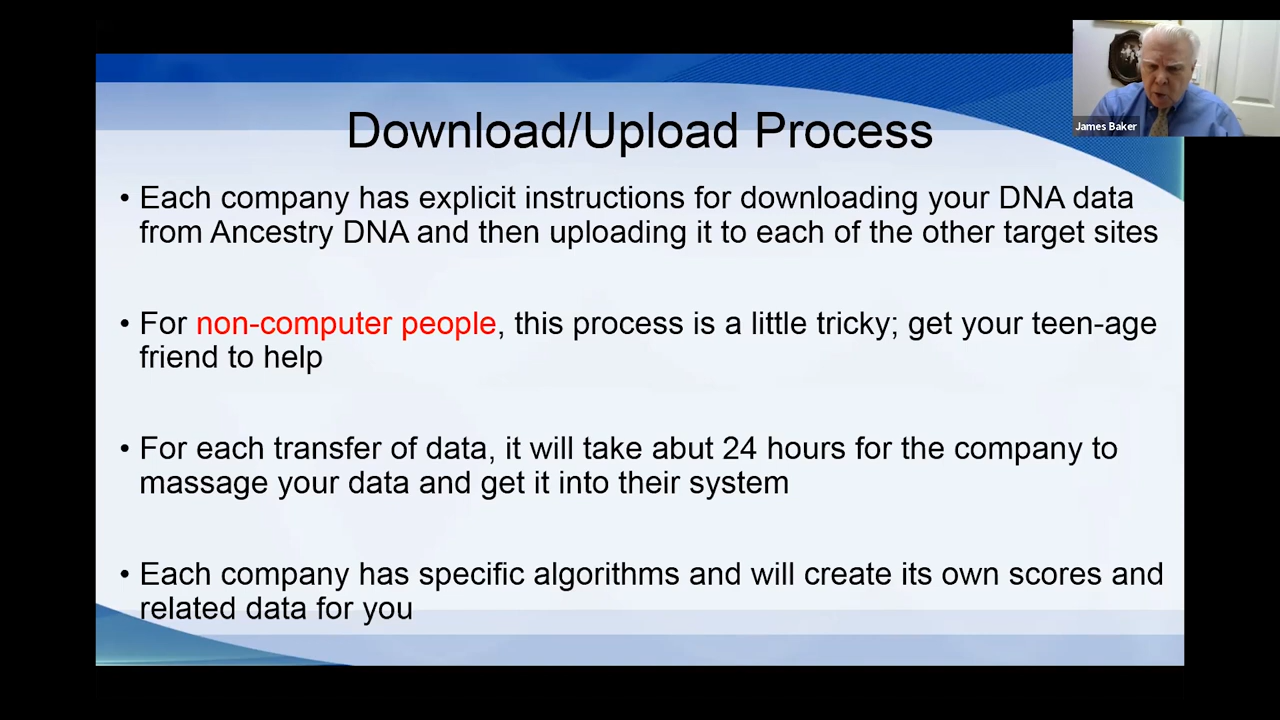 Download/Upload Process
James Baker
• Each company has explicit instructions for downloading your DNA data
from Ancestry DNA and then uploading it to each of the other target sites
• For non-computer people, this process is a little tricky; get your teen-age
friend to help
• For each transfer of data, it will take abut 24 hours for the company to
massage your data and get it into their system
• Each company has specific algorithms and will create its own scores and
related data for you